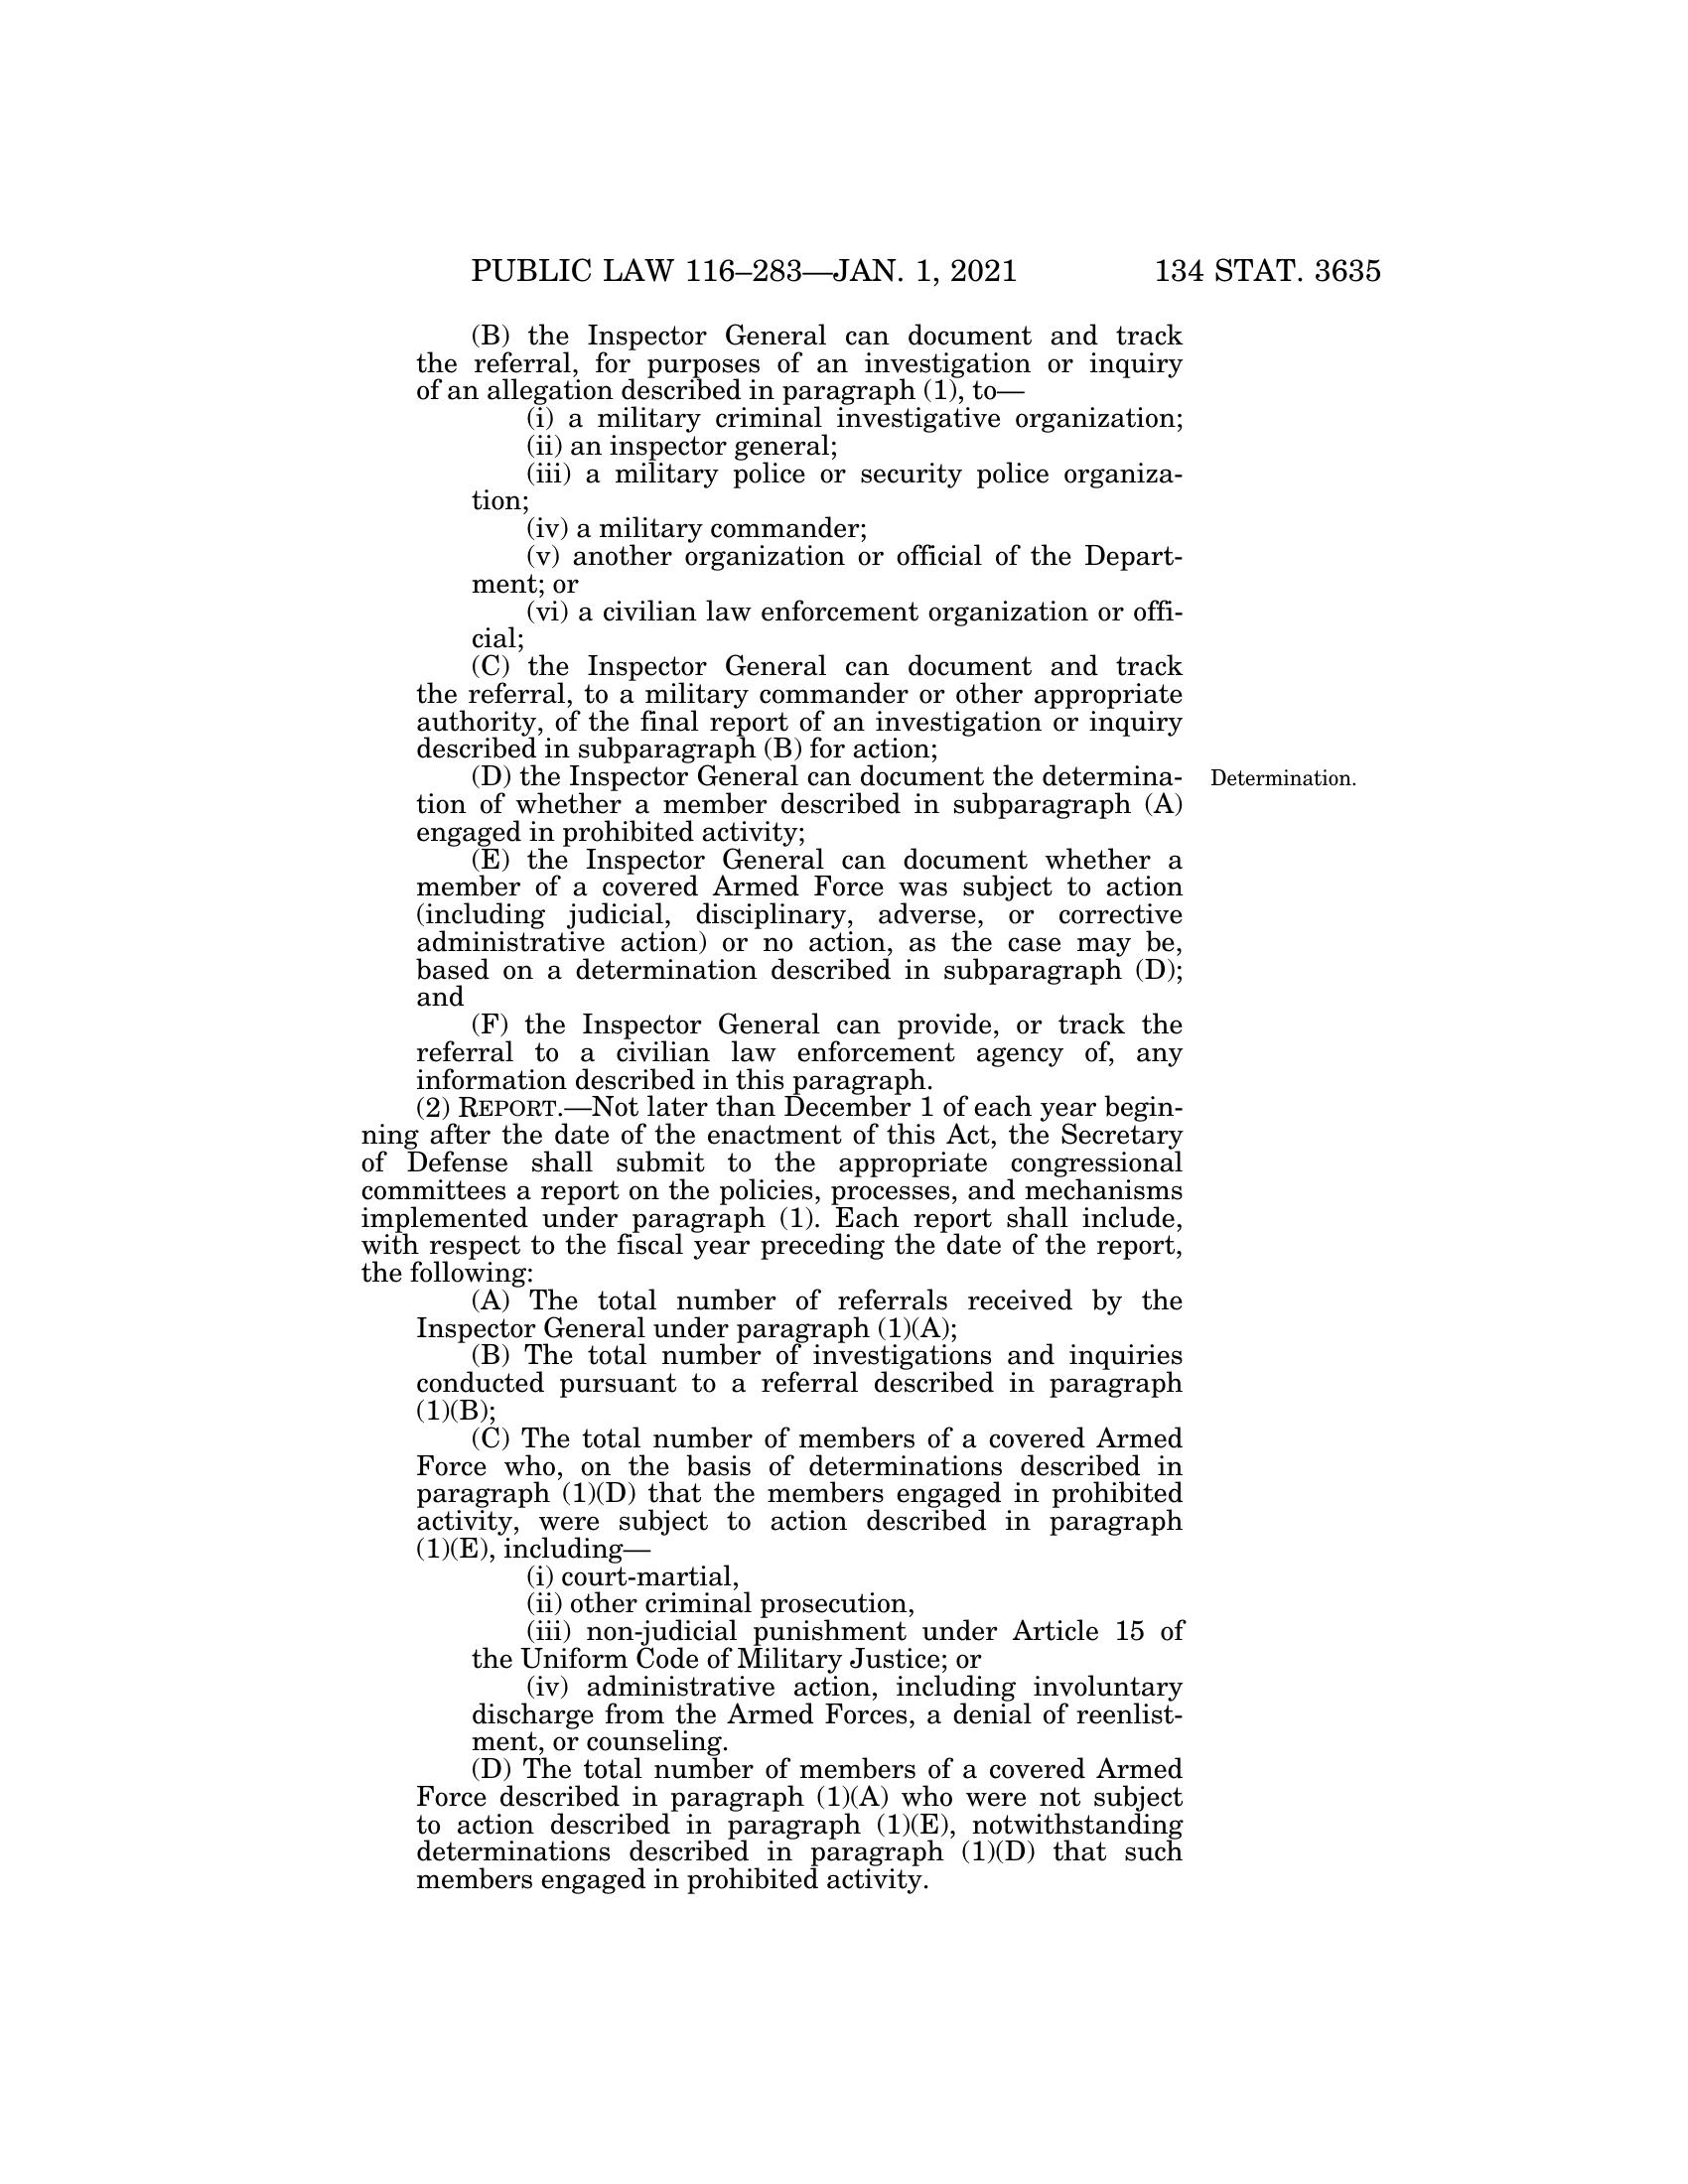 PUBLIC LAW 116–283—JAN. 1, 2021 134 STAT. 3635
(B) the Inspector General can document and track
the referral, for purposes of an investigation or inquiry
of an allegation described in paragraph (1), to—
(i) a military criminal investigative organization;
(ii) an inspector general;
(iii) a military police or security police organiza-
tion;
(iv) a military commander;
(v) another organization or official of the Depart-
ment; or
(vi) a civilian law enforcement organization or offi-
cial;
(C) the Inspector General can document and track
the referral, to a military commander or other appropriate
authority, of the final report of an investigation or inquiry
described in subparagraph (B) for action;
(D) the Inspector General can document the determina-
tion of whether a member described in subparagraph (A)
engaged in prohibited activity;
Determination.
(E) the Inspector General can document whether a
member of a covered Armed Force was subject to action
(including judicial, disciplinary, adverse, or corrective
administrative action) or no action, as the case may be,
based on a determination described in subparagraph (D);
and
(F) the Inspector General can provide, or track the
referral to a civilian law enforcement agency of, any
information described in this paragraph.
(2) REPORT.—Not later than December 1 of each year begin-
ning after the date of the enactment of this Act, the Secretary
of Defense shall submit to the appropriate congressional
committees a report on the policies, processes, and mechanisms
implemented under paragraph (1). Each report shall include,
with respect to the fiscal year preceding the date of the report,
the following:
(A) The total number of referrals received by the
Inspector General under paragraph (1)(A);
(B) The total number of investigations and inquiries
conducted pursuant to a referral described in paragraph
(1)(B);
(C) The total number of members of a covered Armed
Force who, on the basis of determinations described in
paragraph (1)(D) that the members engaged in prohibited
activity, were subject to action described in paragraph
(1)(E), including—
(i) court-martial,
(ii) other criminal prosecution,
(iii) non-judicial punishment under Article 15 of
the Uniform Code of Military Justice; or
(iv) administrative action, including involuntary
discharge from the Armed Forces, a denial of reenlist-
ment, or counseling.
(D) The total number of members of a covered Armed
Force described in paragraph (1)(A) who were not subject
to action described in paragraph (1)(E), notwithstanding
determinations described in paragraph (1)(D) that such
members engaged in prohibited activity.